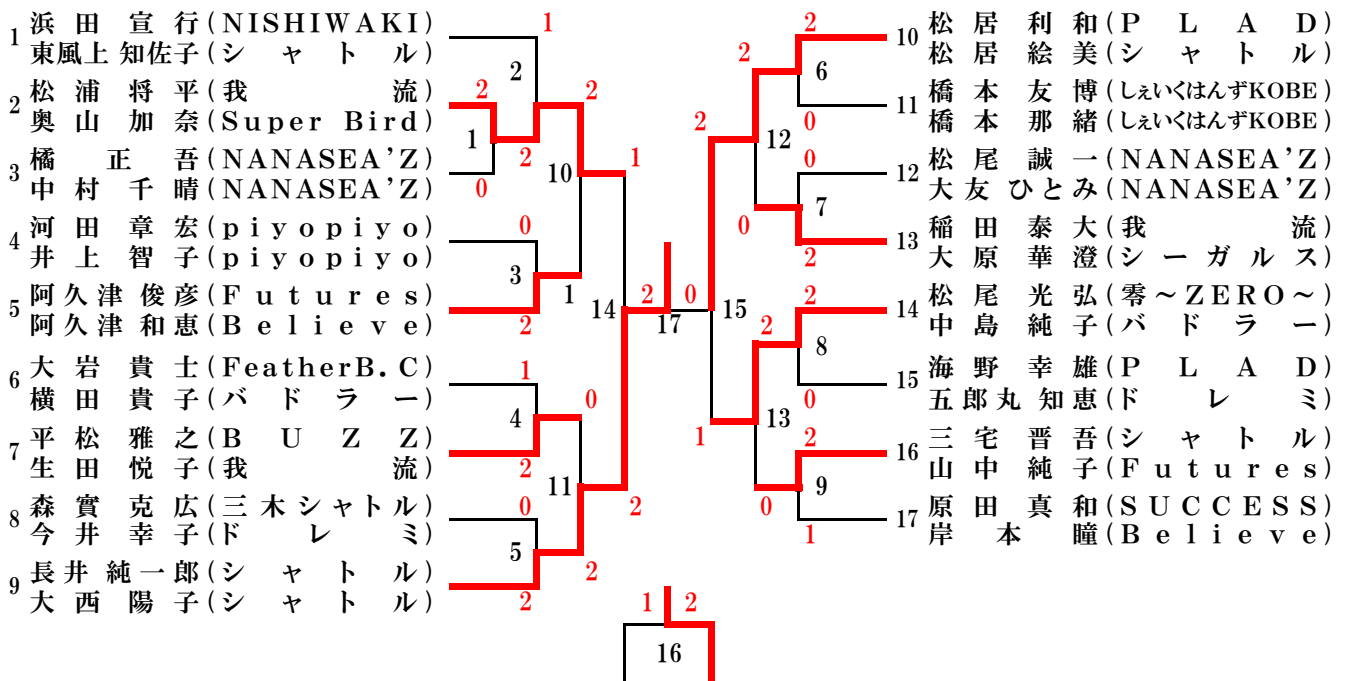 1 浜田宣行(NISHIWAKI)
東風上知佐子(シャトル)
2 松浦将平(我流)
奥山加奈(Super Bird)
3 橘正吾(NANASEA'Z)
中村千晴(NANASEA'Z)
4 河田章宏(piyopiyo)
井上智子(piyopiyo)
5 阿久津俊彦(Futures)
阿久津和恵(Believe)
6 大岩貴士(FeatherB.C)
横田貴子(バドラー)
7 平松雅之(BUZZ)
生田悦子(我流)
8 森實克広(三木シャトル)
今井幸子(ドレミ)
9 長井純一郎(シャトル)
大西陽子(シャトル)
1
2
2
2
1
2
0
10
1
0
3
1
2
14
1
4
0
2
11
2
0
5
2
2
2
0
17
1
2
16
2
2
6
2
0
12
0
7
0
2
15
2
2
8
0
13
1
2
9
0
1
10 松居利和(PLAD)
松居絵美(シャトル)
11 橋本友博(しぇいくはんずKOBE)
橋本那緒(しぇいくはんずKOBE)
12 松尾誠一(NANASEA'Z)
大友ひとみ(NANASEA'Z)
13 稲田泰大(我流)
大原華澄(シーガルス)
14 松尾光弘(零～ZERO～)
中島純子(バドラー)
15 海野幸雄(PLAD)
五郎丸知恵(ドレミ)
16 三宅晋吾(シャトル)
山中純子(Futures)
17 原田真和(SUCCESS)
岸本瞳(Believe)